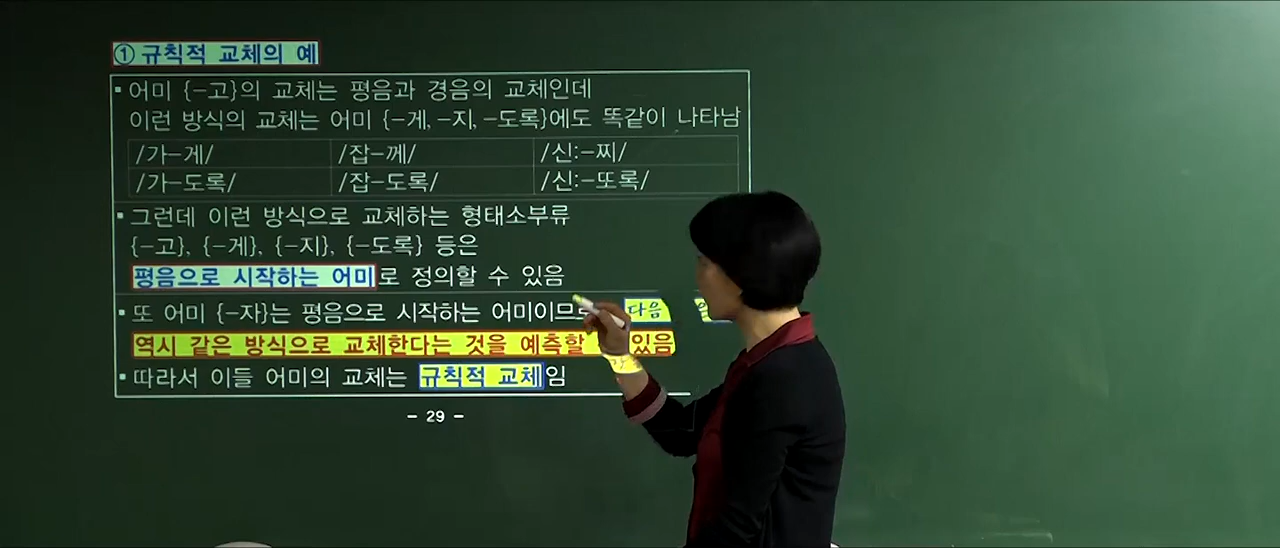 ① 규칙적 교체의 예
▪ 어미 {-고}의 교체는 평음과 경음의 교체인데
이런 방식의 교체는 어미 {-게, -지, -도록}에도 똑같이 나타남
/가-게/ /잡-께/ /신:-찌/
/가-도록/ /잡-도록/ /신:-또록/
▪ 그런데 이런 방식으로 교체하는 형태소부류
{-고}, {-게}, {-지}, {-도록} 등은
평음으로 시작하는 어미로 정의할 수 있음
▪ 또 어미 {-자}는 평음으로 시작하는 어미이므로 다음
역시 같은 방식으로 교체한다는 것을 예측할 있음
▪ 따라서 이들 어미의 교체는 규칙적 교체임
- 29 -